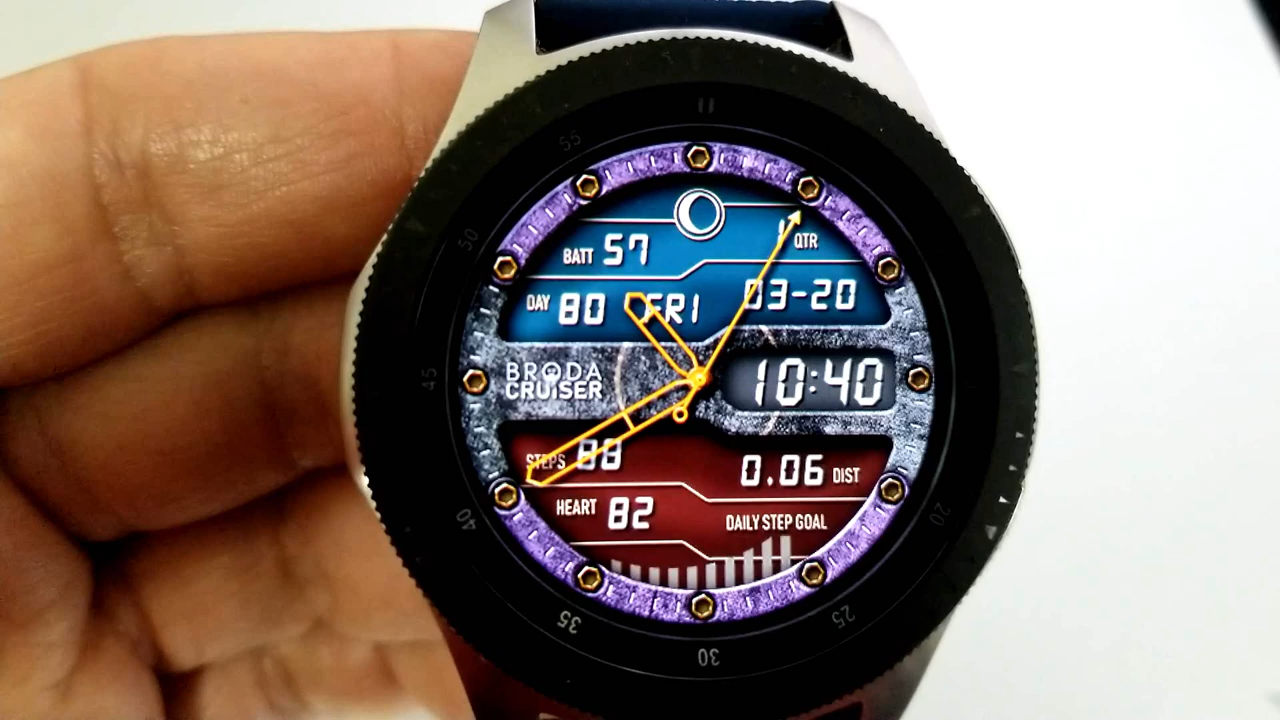 55
50
45
40
35
30
25
20
BATT 57
1 QTR
DAY 80 FRI
03-20
BRODA
CRUISER
10:40
STEPS 88
0.06 DIST
HEART 82
DAILY STEP GOAL